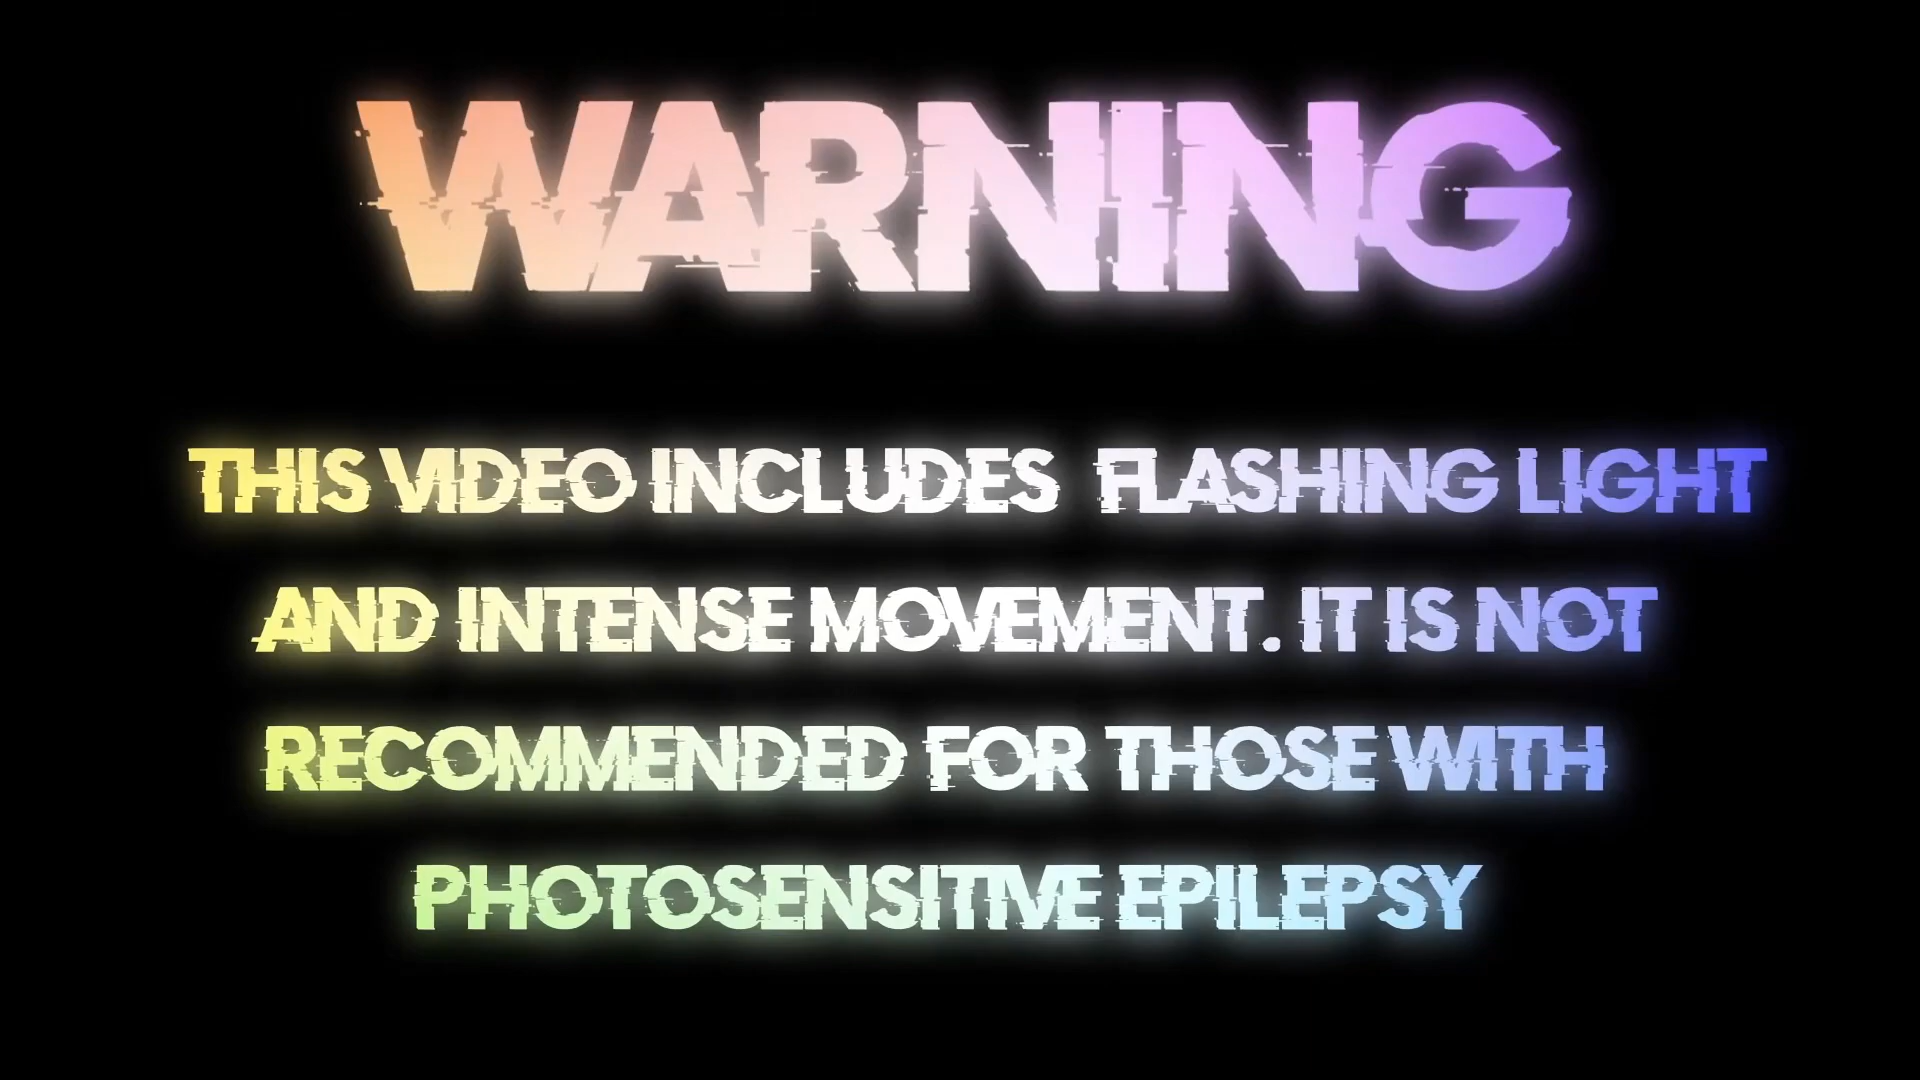 WARNING
THIS VIDEO INCLUDES FLASHING LIGHT
AND INTENSE MOVEMENT. IT IS NOT
RECOMMENDED FOR THOSE WITH
PHOTOSENSITIVE EPILEPSY